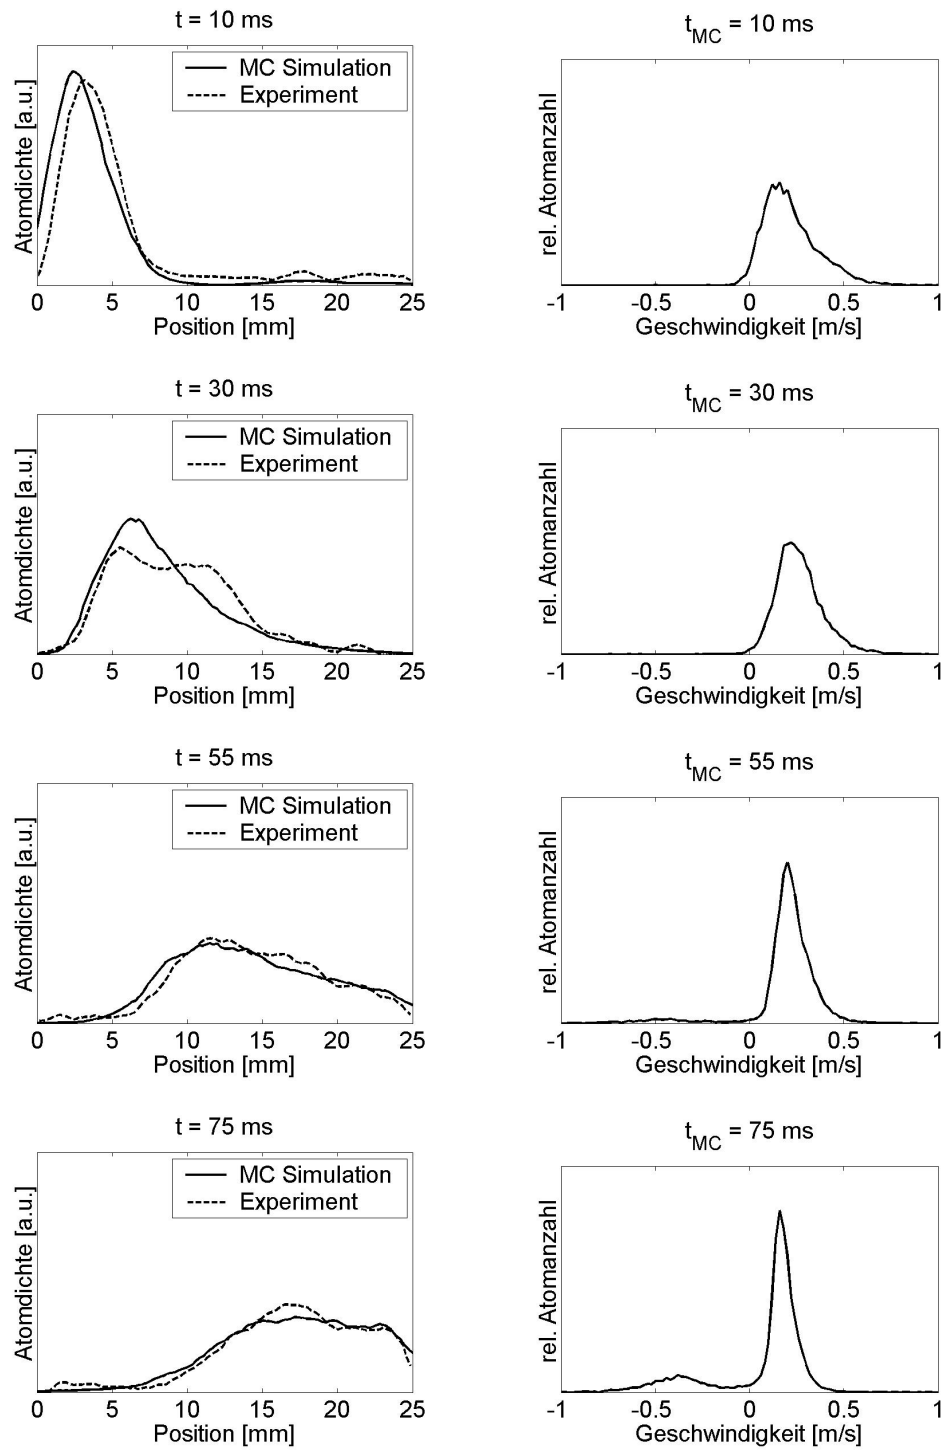 t = 10 ms
MC Simulation
Experiment
Atomdichte [a.u.]
0 5 10 15 20 25
Position [mm]
t_MC = 10 ms
rel. Atomanzahl
-1 -0.5 0 0.5 1
Geschwindigkeit [m/s]
t = 30 ms
MC Simulation
Experiment
Atomdichte [a.u.]
0 5 10 15 20 25
Position [mm]
t_MC = 30 ms
rel. Atomanzahl
-1 -0.5 0 0.5 1
Geschwindigkeit [m/s]
t = 55 ms
MC Simulation
Experiment
Atomdichte [a.u.]
0 5 10 15 20 25
Position [mm]
t_MC = 55 ms
rel. Atomanzahl
-1 -0.5 0 0.5 1
Geschwindigkeit [m/s]
t = 75 ms
MC Simulation
Experiment
Atomdichte [a.u.]
0 5 10 15 20 25
Position [mm]
t_MC = 75 ms
rel. Atomanzahl
-1 -0.5 0 0.5 1
Geschwindigkeit [m/s]